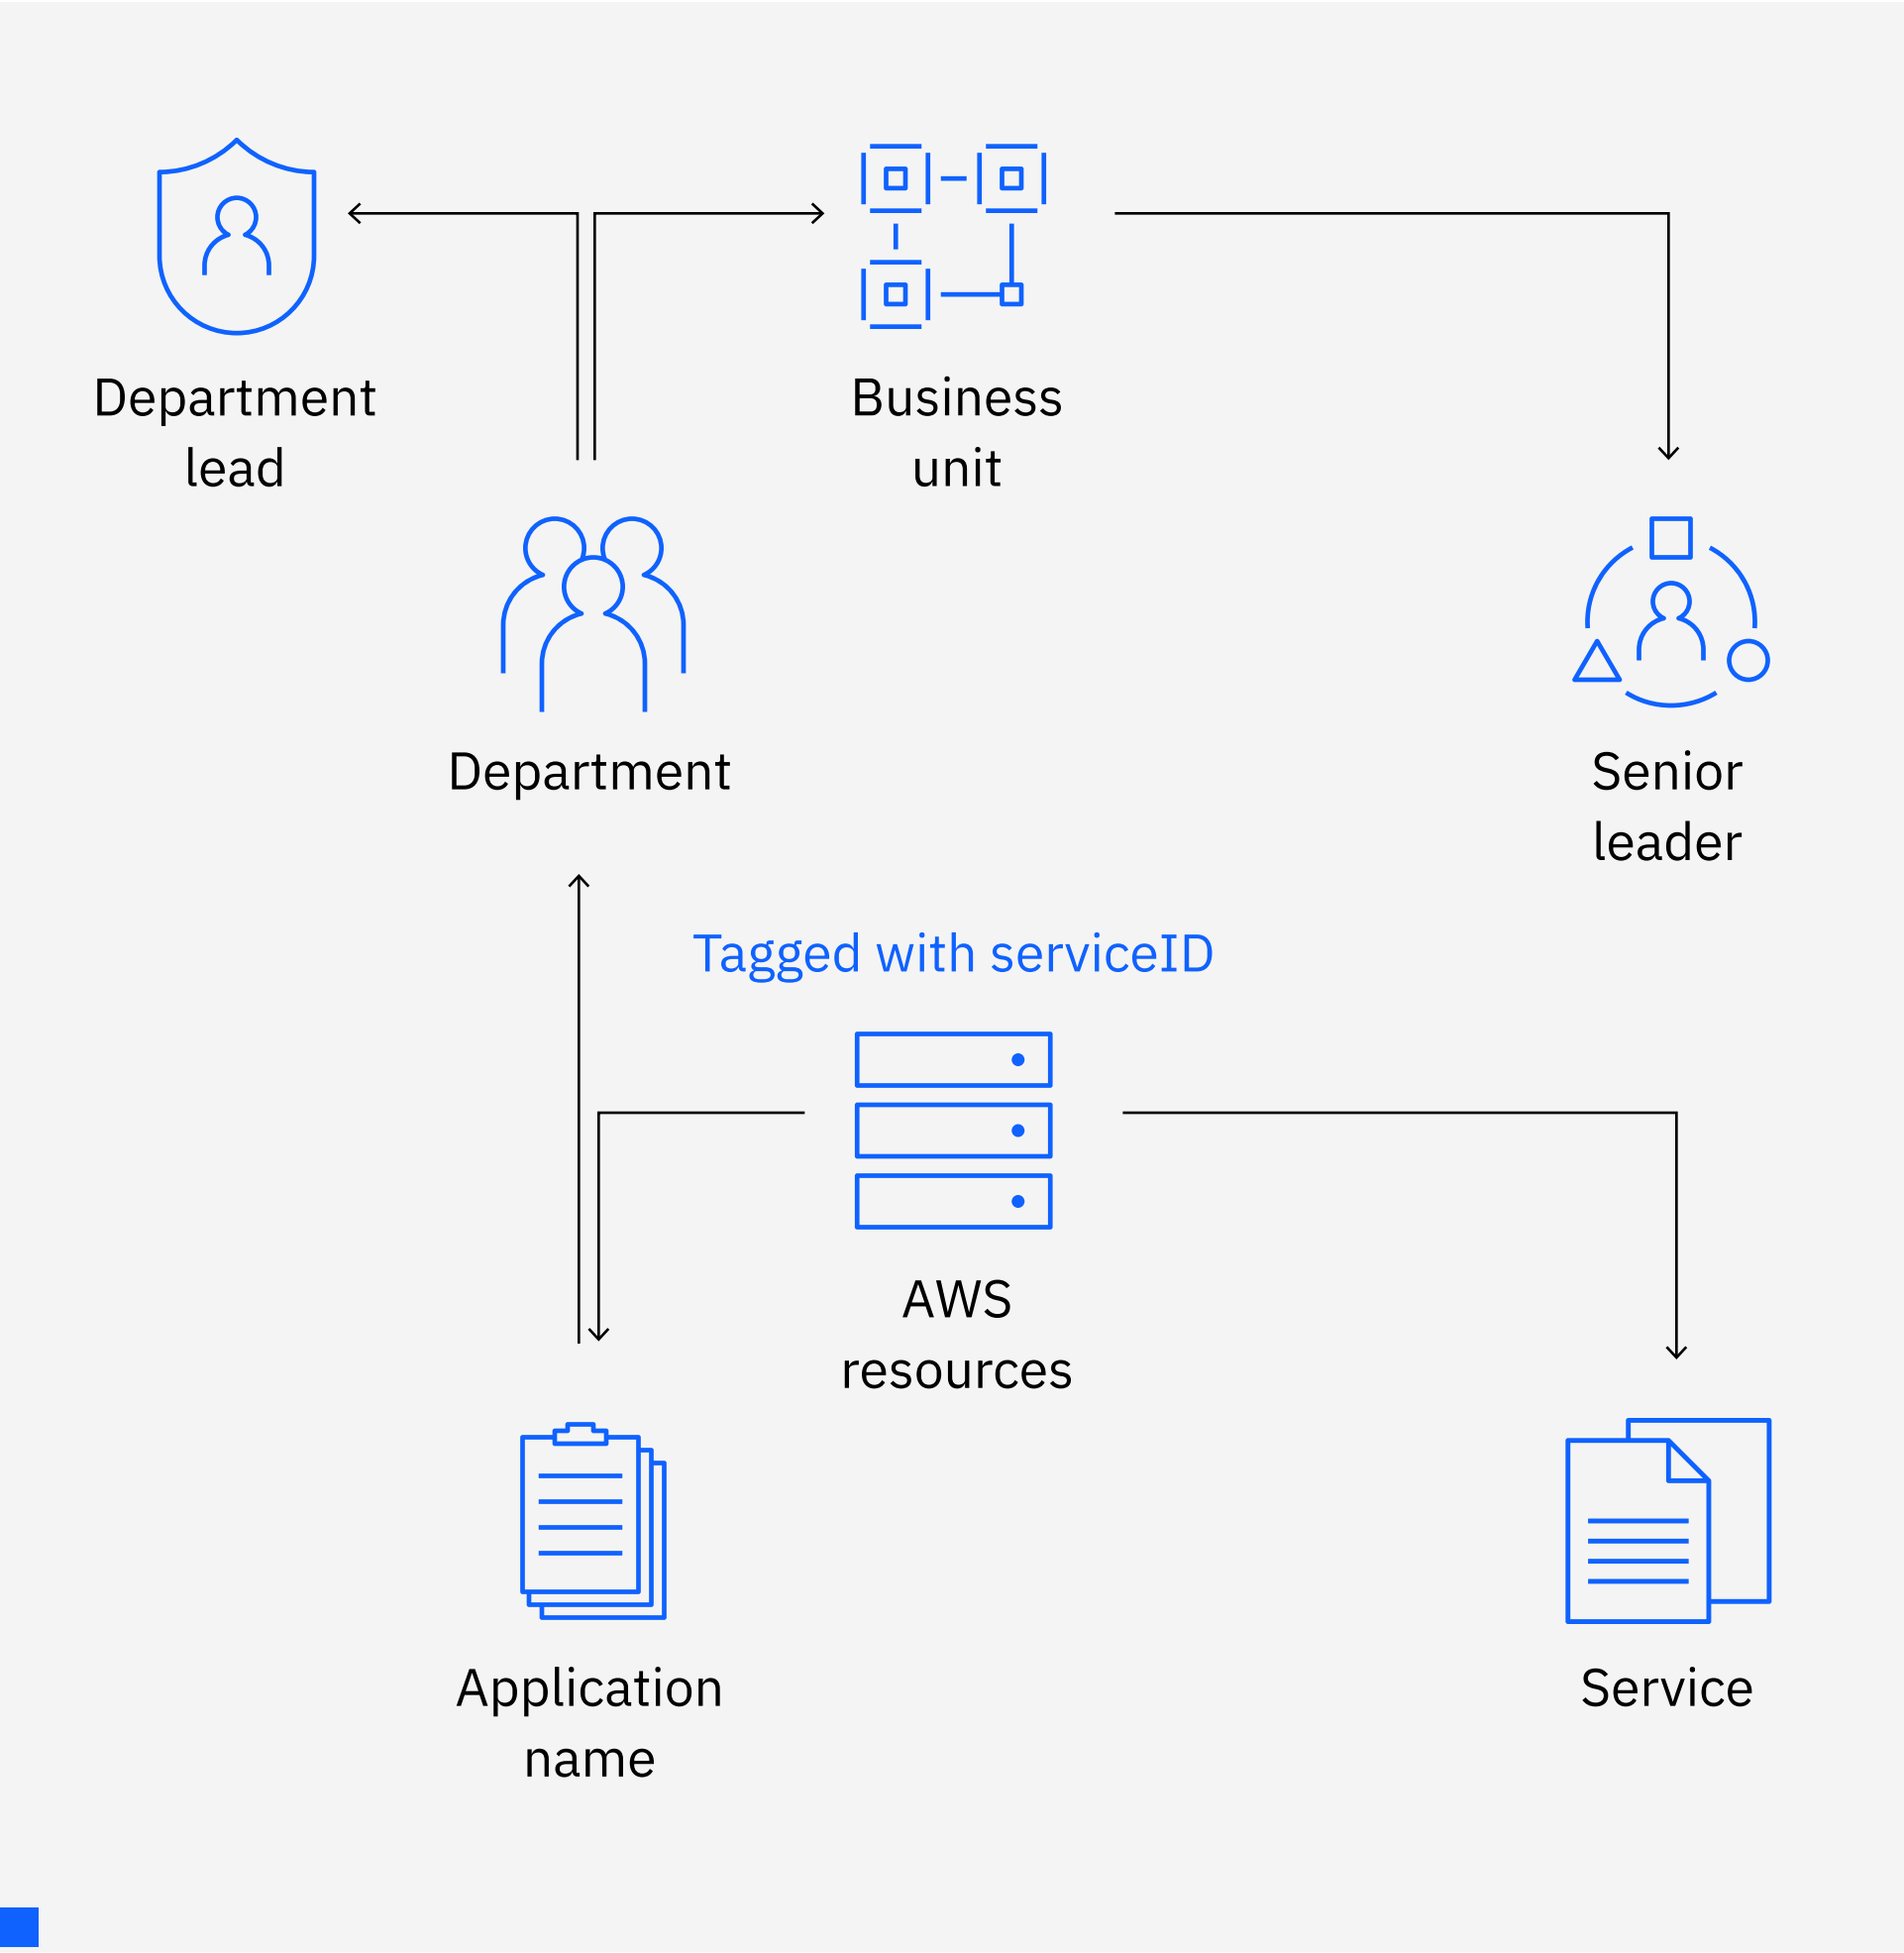 Department
lead
Business
unit
Department
Senior
leader
Tagged with serviceID
AWS
resources
Application
name
Service